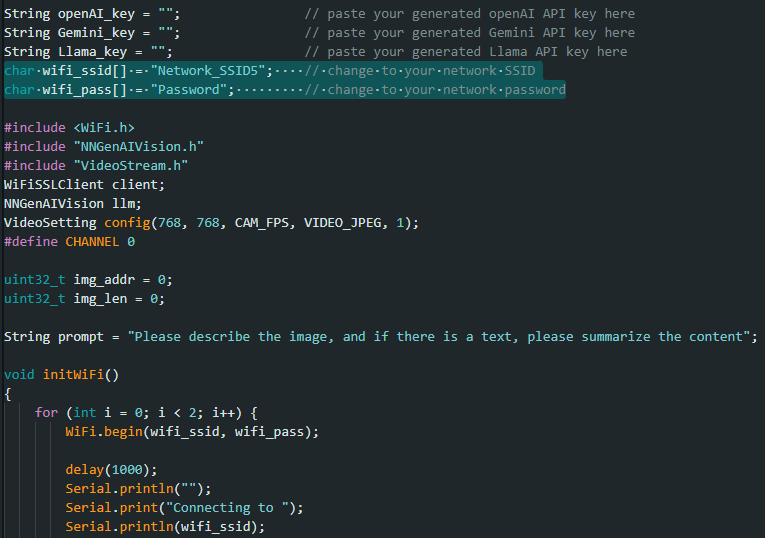 String openAI_key = "";                // paste your generated openAI API key here
String Gemini_key = "";                // paste your generated Gemini API key here
String Llama_key = "";                 // paste your generated Llama API key here
char wifi_ssid[] = "Network_SSID5";    // change to your network SSID
char wifi_pass[] = "Password";         // change to your network password

#include <WiFi.h>
#include "NNGenAIVision.h"
#include "VideoStream.h"
WiFiSSLClient client;
NNGenAIVision llm;
VideoSetting config(768, 768, CAM_FPS, VIDEO_JPEG, 1);
#define CHANNEL 0

uint32_t img_addr = 0;
uint32_t img_len = 0;

String prompt = "Please describe the image, and if there is a text, please summarize the content";

void initWiFi()
{
    for (int i = 0; i < 2; i++) {
        WiFi.begin(wifi_ssid, wifi_pass);

        delay(1000);
        Serial.println("");
        Serial.print("Connecting to ");
        Serial.println(wifi_ssid);